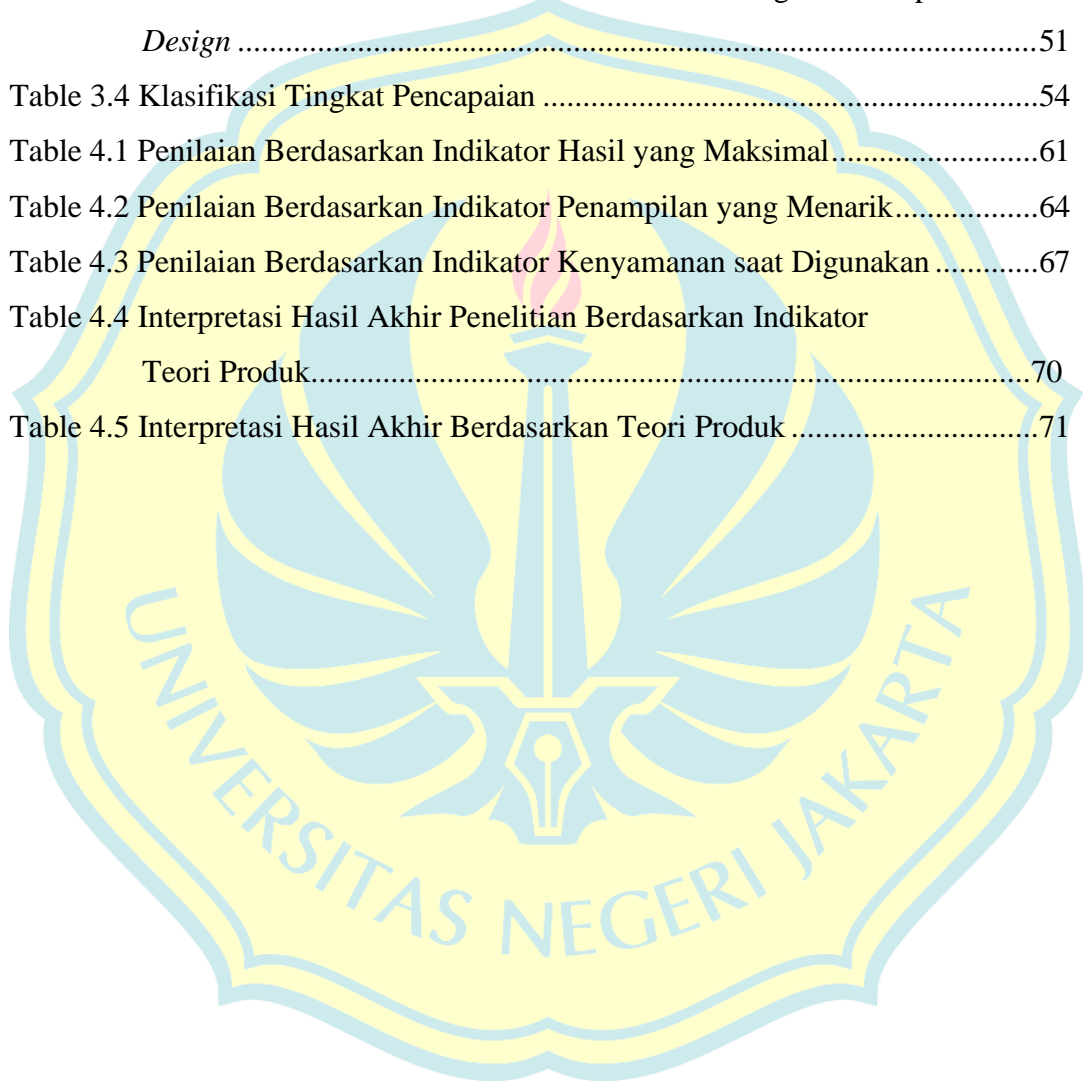 Design ........................................................................................................51
Table 3.4 Klasifikasi Tingkat Pencapaian ................................................................54
Table 4.1 Penilaian Berdasarkan Indikator Hasil yang Maksimal...........................61
Table 4.2 Penilaian Berdasarkan Indikator Penampilan yang Menarik..................64
Table 4.3 Penilaian Berdasarkan Indikator Kenyamanan saat Digunakan .............67
Table 4.4 Interpretasi Hasil Akhir Penelitian Berdasarkan Indikator
Teori Produk.............................................................................................70
Table 4.5 Interpretasi Hasil Akhir Berdasarkan Teori Produk ...............................71
UNIVERSITAS NEGERI JAKARTA